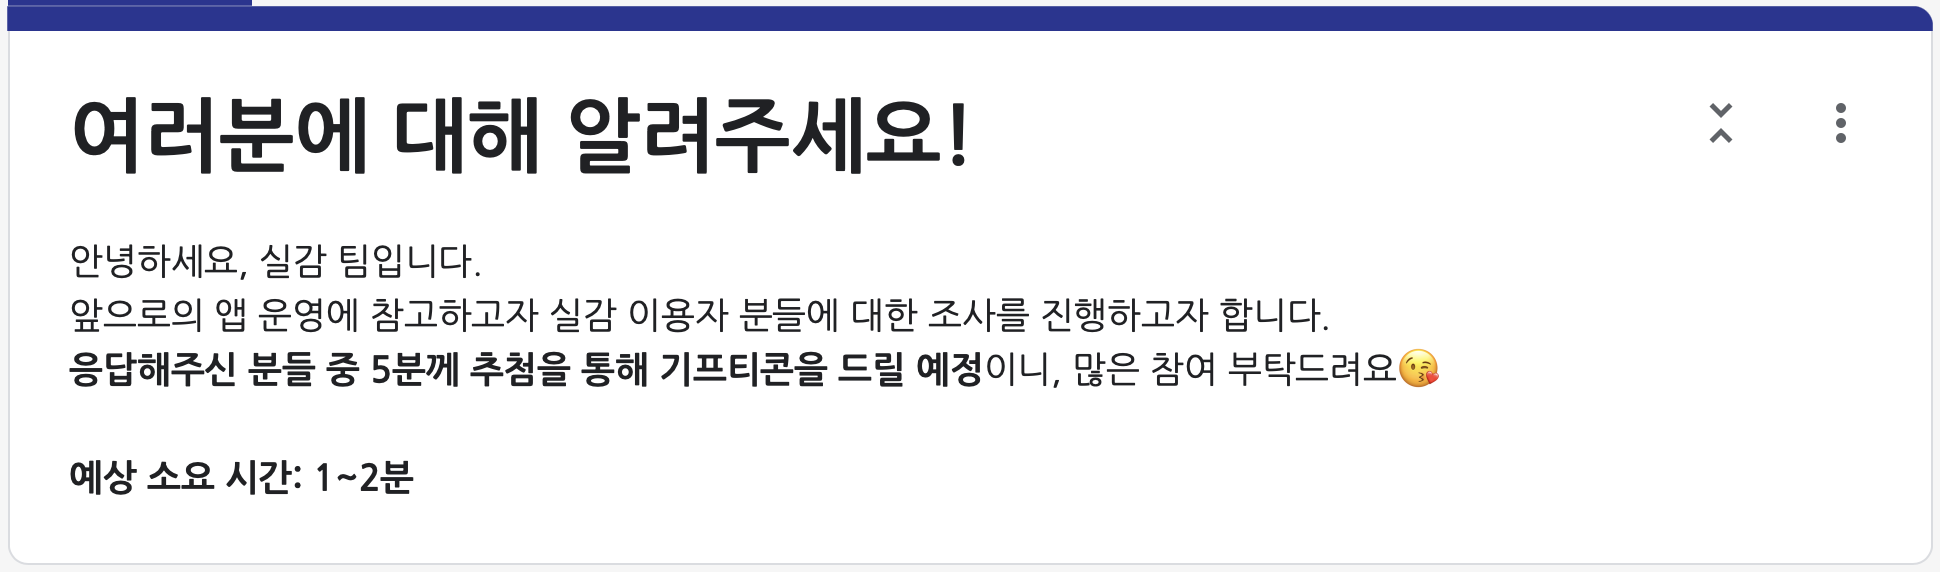 여러분에 대해 알려주세요!
안녕하세요, 실감 팀입니다.
앞으로의 앱 운영에 참고하고자 실감 이용자 분들에 대한 조사를 진행하고자 합니다.
응답해주신 분들 중 5분께 추첨을 통해 기프티콘을 드릴 예정이니, 많은 참여 부탁드려요😘
예상 소요 시간: 1~2분